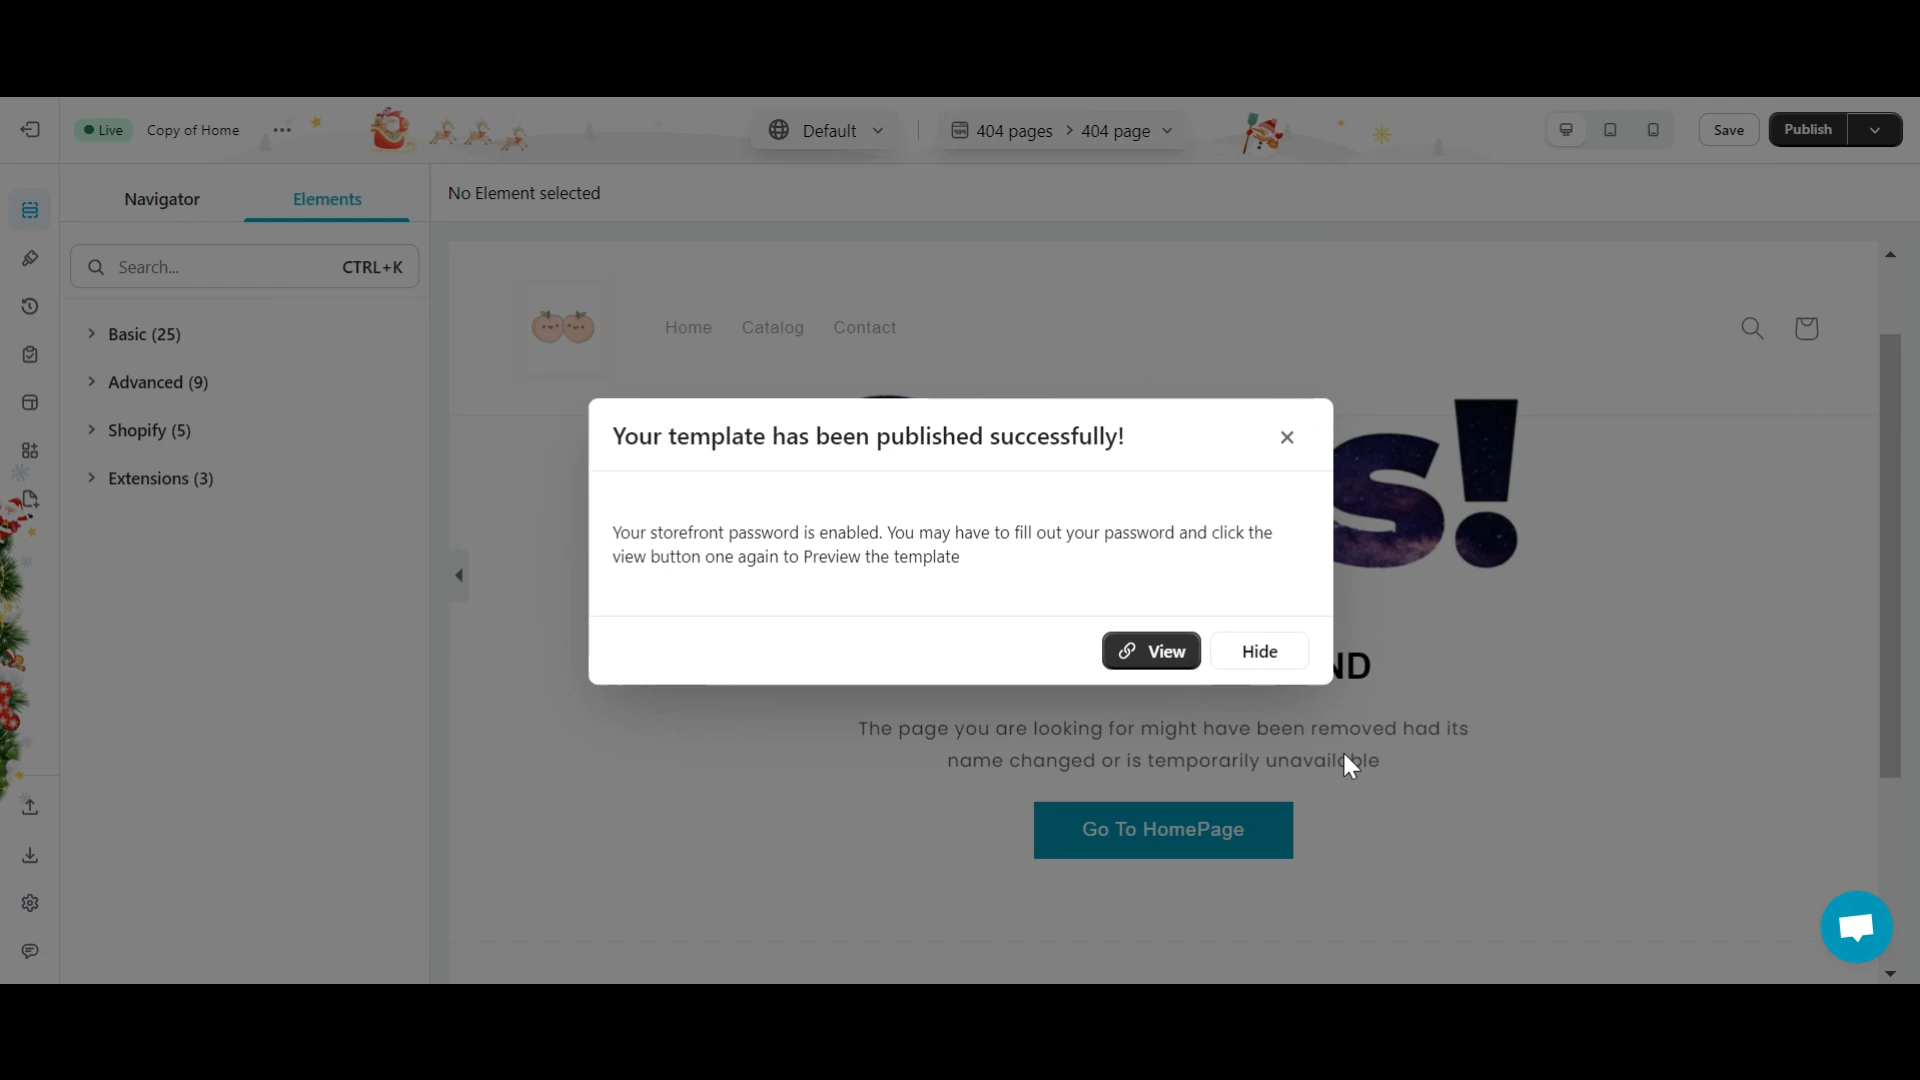 Live
Copy of Home
Default
404 pages > 404 page
Save
Publish
Navigator
Elements
No Element selected
Search...
CTRL+K
Basic (25)
Advanced (9)
Shopify (5)
Extensions (3)
Home
Catalog
Contact
s!
Your template has been published successfully!
Your storefront password is enabled. You may have to fill out your password and click the
view button one again to Preview the template
View
Hide
ND
The page you are looking for might have been removed had its
name changed or is temporarily unavailable
Go To HomePage